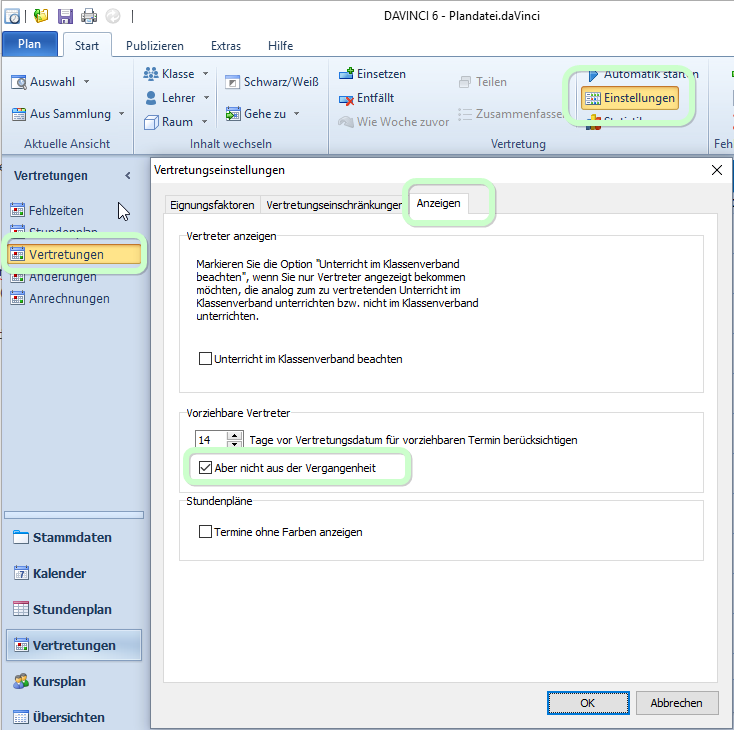 DAVINCI 6 - Plandatei.daVinci
Plan
Start
Publizieren
Extras
Hilfe
Auswahl
Aus Sammlung
Aktuelle Ansicht
Klasse
Lehrer
Raum
Schwarz/Weiß
Gehe zu
Inhalt wechseln
Einsetzen
Entfällt
Wie Woche zuvor
Teilen
Zusammenfasse
Automatik starten
Einstellungen
Statistik
Vertretung
Feh
Vertretungen
Fehlzeiten
Stundenplan
Vertretungen
Änderungen
Anrechnungen
Stammdaten
Kalender
7
Stundenplan
Vertretungen
Kursplan
Übersichten
Vertretungseinstellungen
Eignungsfaktoren
Vertretungseinschränkungen
Anzeigen
Vertreter anzeigen
Markieren Sie die Option "Unterricht im Klassenverband
beachten", wenn Sie nur Vertreter angezeigt bekommen
möchten, die analog zum zu vertretenden Unterricht im
Klassenverband unterrichten bzw. nicht im Klassenverband
unterrichten.
Unterricht im Klassenverband beachten
Vorziehbare Vertreter
14 Tage vor Vertretungsdatum für vorziehbaren Termin berücksichtigen
Aber nicht aus der Vergangenheit
Stundenpläne
Termine ohne Farben anzeigen
OK
Abbrechen